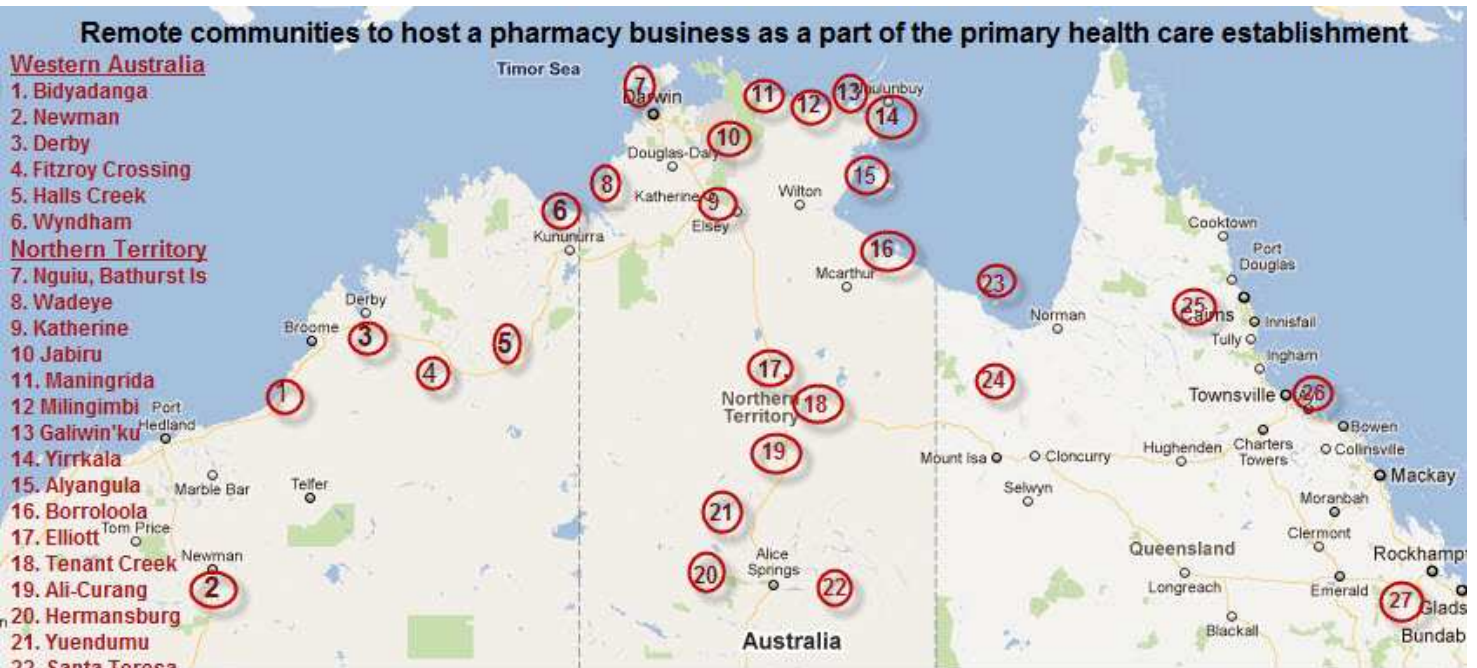 Remote communities to host a pharmacy business as a part of the primary health care establishment
Western Australia
1. Bidyadanga
2. Newman
3. Derby
4. Fitzroy Crossing
5. Halls Creek
6. Wyndham
Northern Territory
7. Nguiu, Bathurst Is
8. Wadeye
9. Katherine
10 Jabiru
11. Maningrida
12 Milingimbi
13 Galiwin'ku
14. Yirrkala
15. Alyangula
16. Borroloola
17. Elliott
18. Tenant Creek
19. Ali-Curang
20. Hermansburg
21. Yuendumu
22. Santa Teresa
Timor Sea
7
Darwin
11
12
13
14
10
Douglas-Daly
8
Katherine
9
Elsey
Wilton
15
6
Kununurra
16
Mcarthur
23
Cooktown
Port
Douglas
25
Cairns
Innisfail
Norman
Tully
Ingham
Derby
Broome
3
5
4
1
17.
Northern
Territory
18
24
Townsville
26
Bowen
Port
Hedland
19
Mount Isa
Cloncurry
Hughenden
Charters
Towers
Collinsville
Mackay
Marble Bar
Telfer
Selwyn
Moranbah
21
Tom Price
Clermont
Newman
2
Alice
Springs
20
22
Queensland
Longreach
Emerald
Rockhampt
27
Glads
Blackall
Bundab
Australia
n